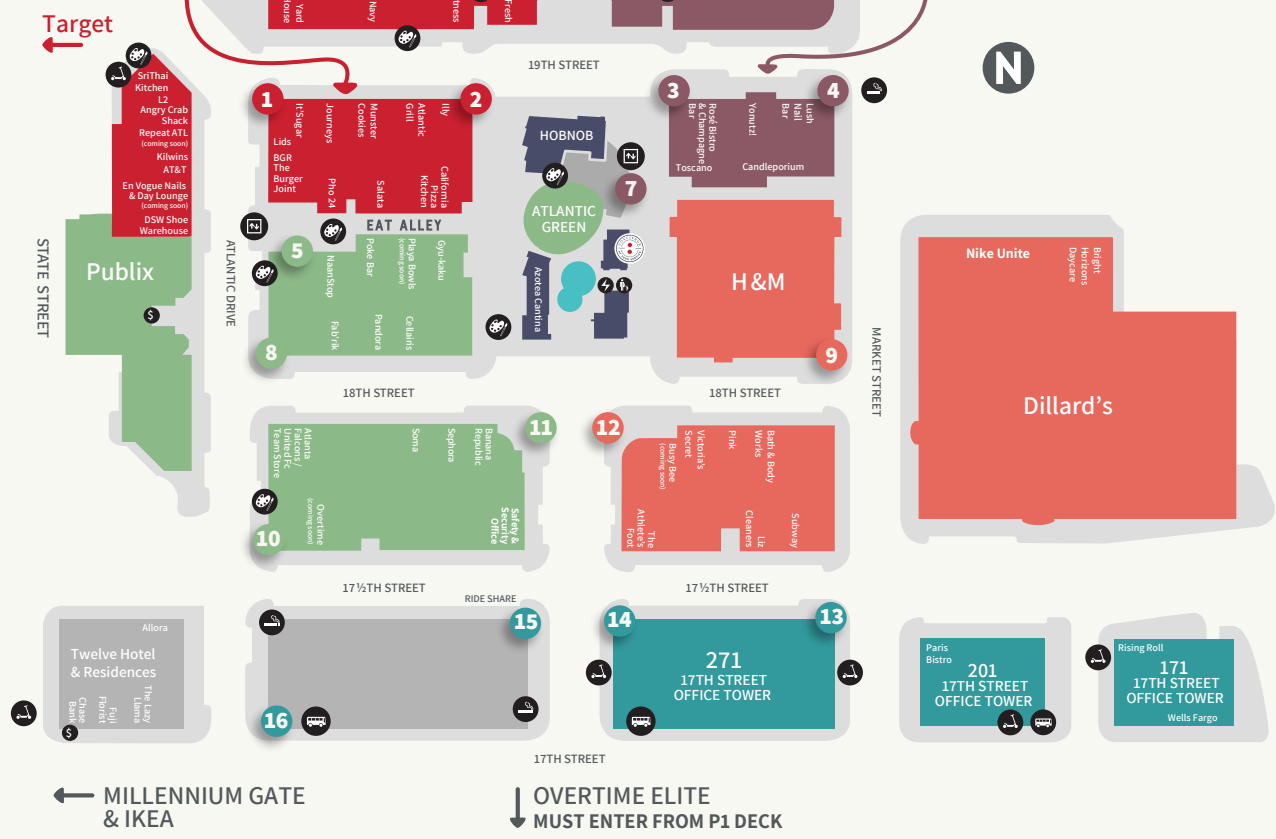 House
Yard
Navy
tness
Fresh
Target
19TH STREET
N
SriThai
Kitchen
L2
Angry Crab
Shack
Repeat ATL
(coming soon)
Kilwins
AT&T
En Vogue Nails
& Day Lounge
(coming soon)
DSW Shoe
Warehouse
Publix
$
STATE STREET
ATLANTIC DRIVE
1
2
It'Sugar
Journeys
Munster
Cookies
Atlantic
Grill
Illy
Lids
BGR
The
Burger
Joint
Pho 24
Salata
California
Pizza
Kitchen
EAT ALLEY
5
NaanStop
Poke Bar
Playa Bowls
(coming soon)
Gyu-kaku
Fab'rik
Pandora
Cellairis
8
HOBNOB
7
ATLANTIC
GREEN
Azotea Cantina
3
4
Rosé Bistro
& Champagne
Bar
Yonutz!
Lush
Nail
Bar
Toscano
Candleporium
H&M
9
MARKET STREET
Nike Unite
Bright
Horizons
Daycare
Dillard's
18TH STREET
18TH STREET
11
Atlanta
Falcons /
United Fc
Team Store
Soma
Sephora
Banana
Republic
Overtime
(coming soon)
Safety &
Security
Office
10
12
Busy Bee
(coming soon)
Victoria's
Secret
Pink
Bath & Body
Works
The
Athlete's
Foot
Liz
Cleaners
Subway
17½TH STREET
17½TH STREET
RIDE SHARE
Allora
Twelve Hotel
& Residences
Chase
Bank
Fuji
Florist
The Lazy
Llama
$
15
16
14
13
271
17TH STREET
OFFICE TOWER
Paris
Bistro
201
17TH STREET
OFFICE TOWER
Rising Roll
171
17TH STREET
OFFICE TOWER
Wells Fargo
17TH STREET
MILLENNIUM GATE
& IKEA
OVERTIME ELITE
MUST ENTER FROM P1 DECK